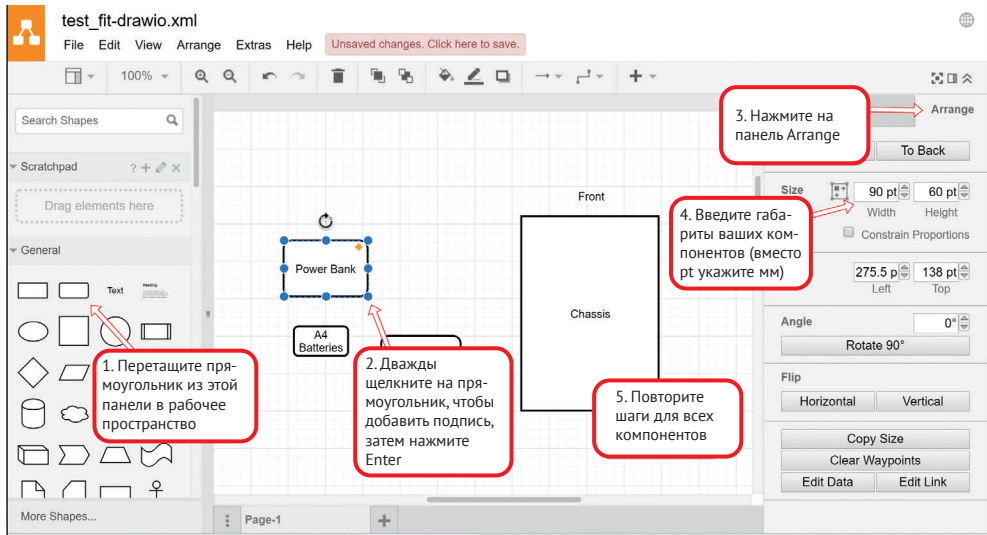 test_fit-drawio.xml
File Edit View Arrange Extras Help Unsaved changes. Click here to save.
100%
Search Shapes
Scratchpad ?
Drag elements here
General
Text
Heading
More Shapes...
Front
Power Bank
A4
Batteries
Chassis
1. Перетащите пря-
моугольник из этой
панели в рабочее
пространство
2. Дважды
щелкните на пря-
моугольник, чтобы
добавить подпись,
затем нажмите
Enter
3. Нажмите на
панель Arrange
4. Введите габа-
риты ваших ком-
понентов (вместо
pt укажите мм)
5. Повторите
шаги для всех
компонентов
Page-1
Arrange
To Back
Size 90 pt 60 pt
Width Height
Constrain Proportions
275.5 p 138 pt
Left Top
Angle 0°
Rotate 90°
Flip
Horizontal Vertical
Copy Size
Clear Waypoints
Edit Data Edit Link